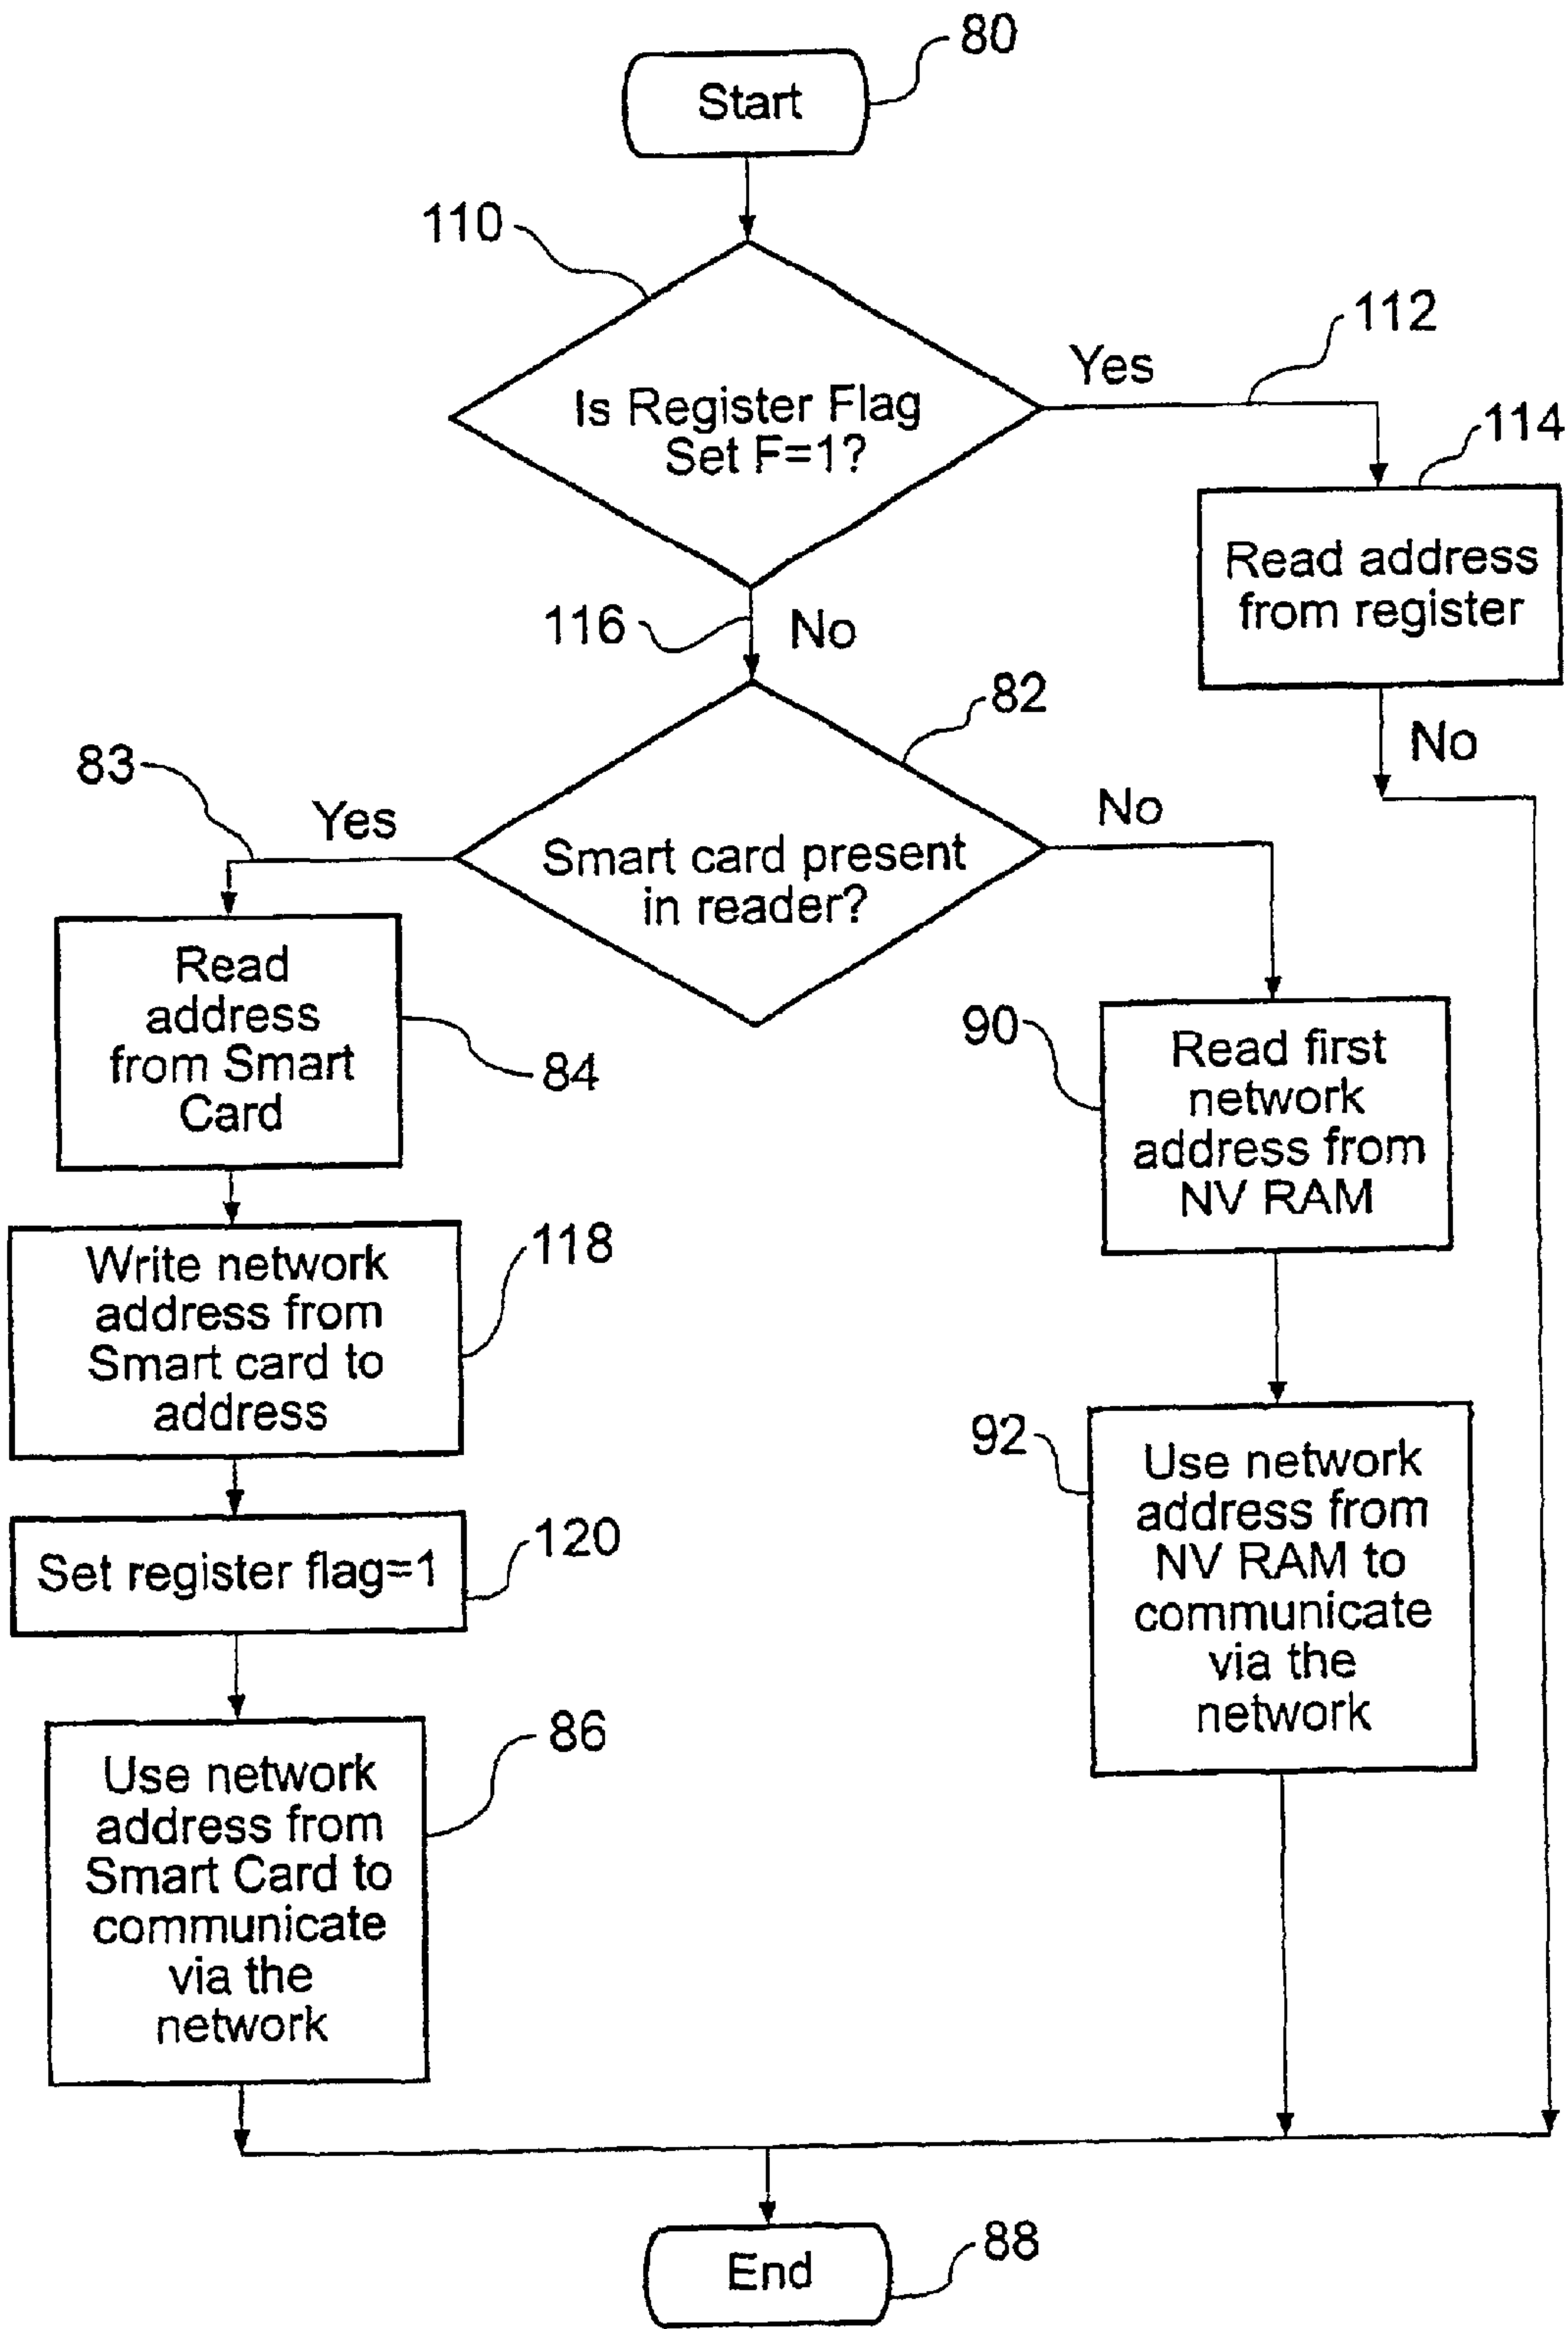 80
Start
110
Is Register Flag
Set F=1?
Yes
112
114
Read address
from register
No
116
No
82
Smart card present
in reader?
83
Yes
No
Read
address
from Smart
Card
84
90
Read first
network
address from
NV RAM
Write network
address from
Smart card to
address
118
Set register flag=1
120
92
Use network
address from
NV RAM to
communicate
via the
network
Use network
address from
Smart Card to
communicate
via the
network
86
End
88